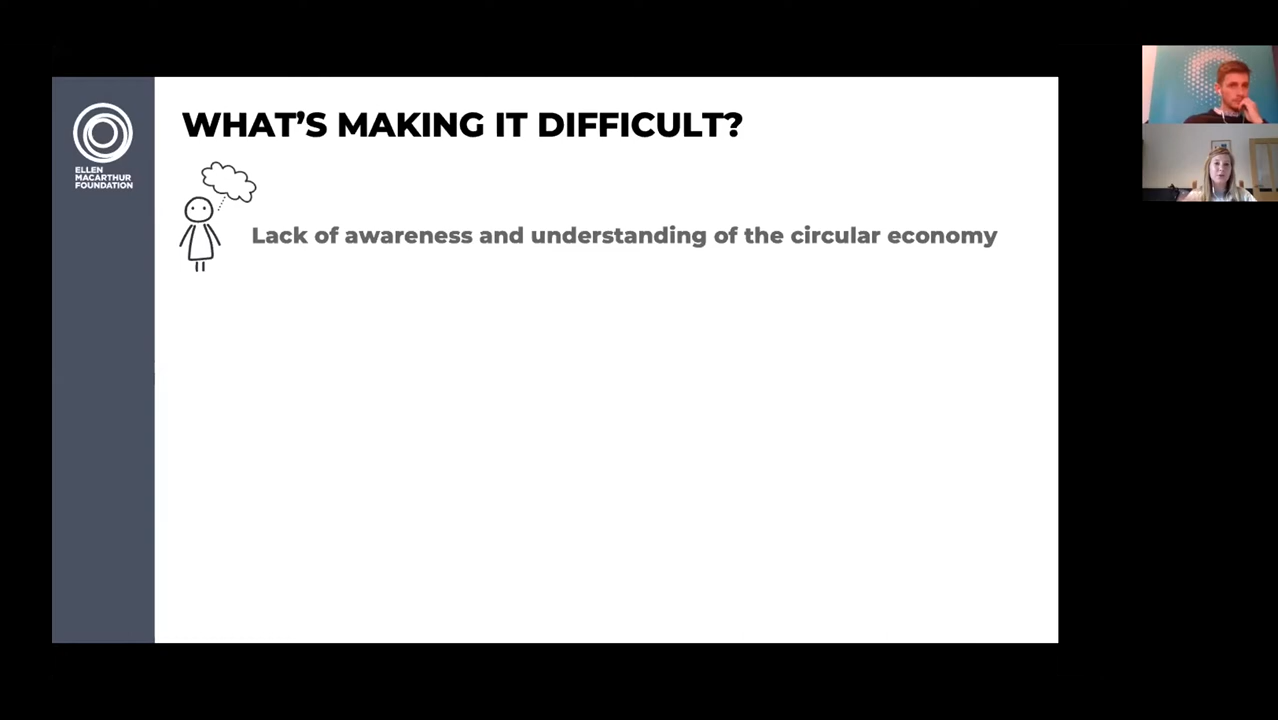 WHAT'S MAKING IT DIFFICULT?
ELLEN
MACARTHUR
FOUNDATION
Lack of awareness and understanding of the circular economy